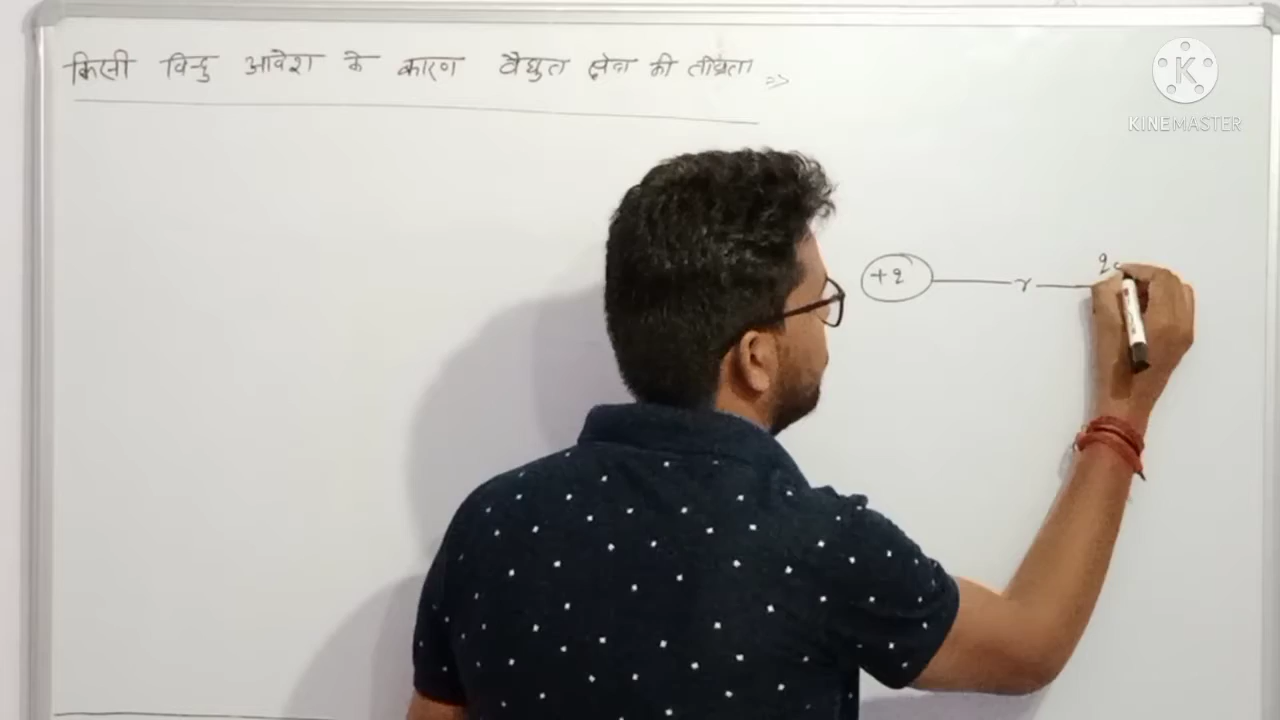 किसी विन्दु आवेश के कारण वैघुत क्षेत्र की तीव्रता =>
K
KINEMASTER
+q r q